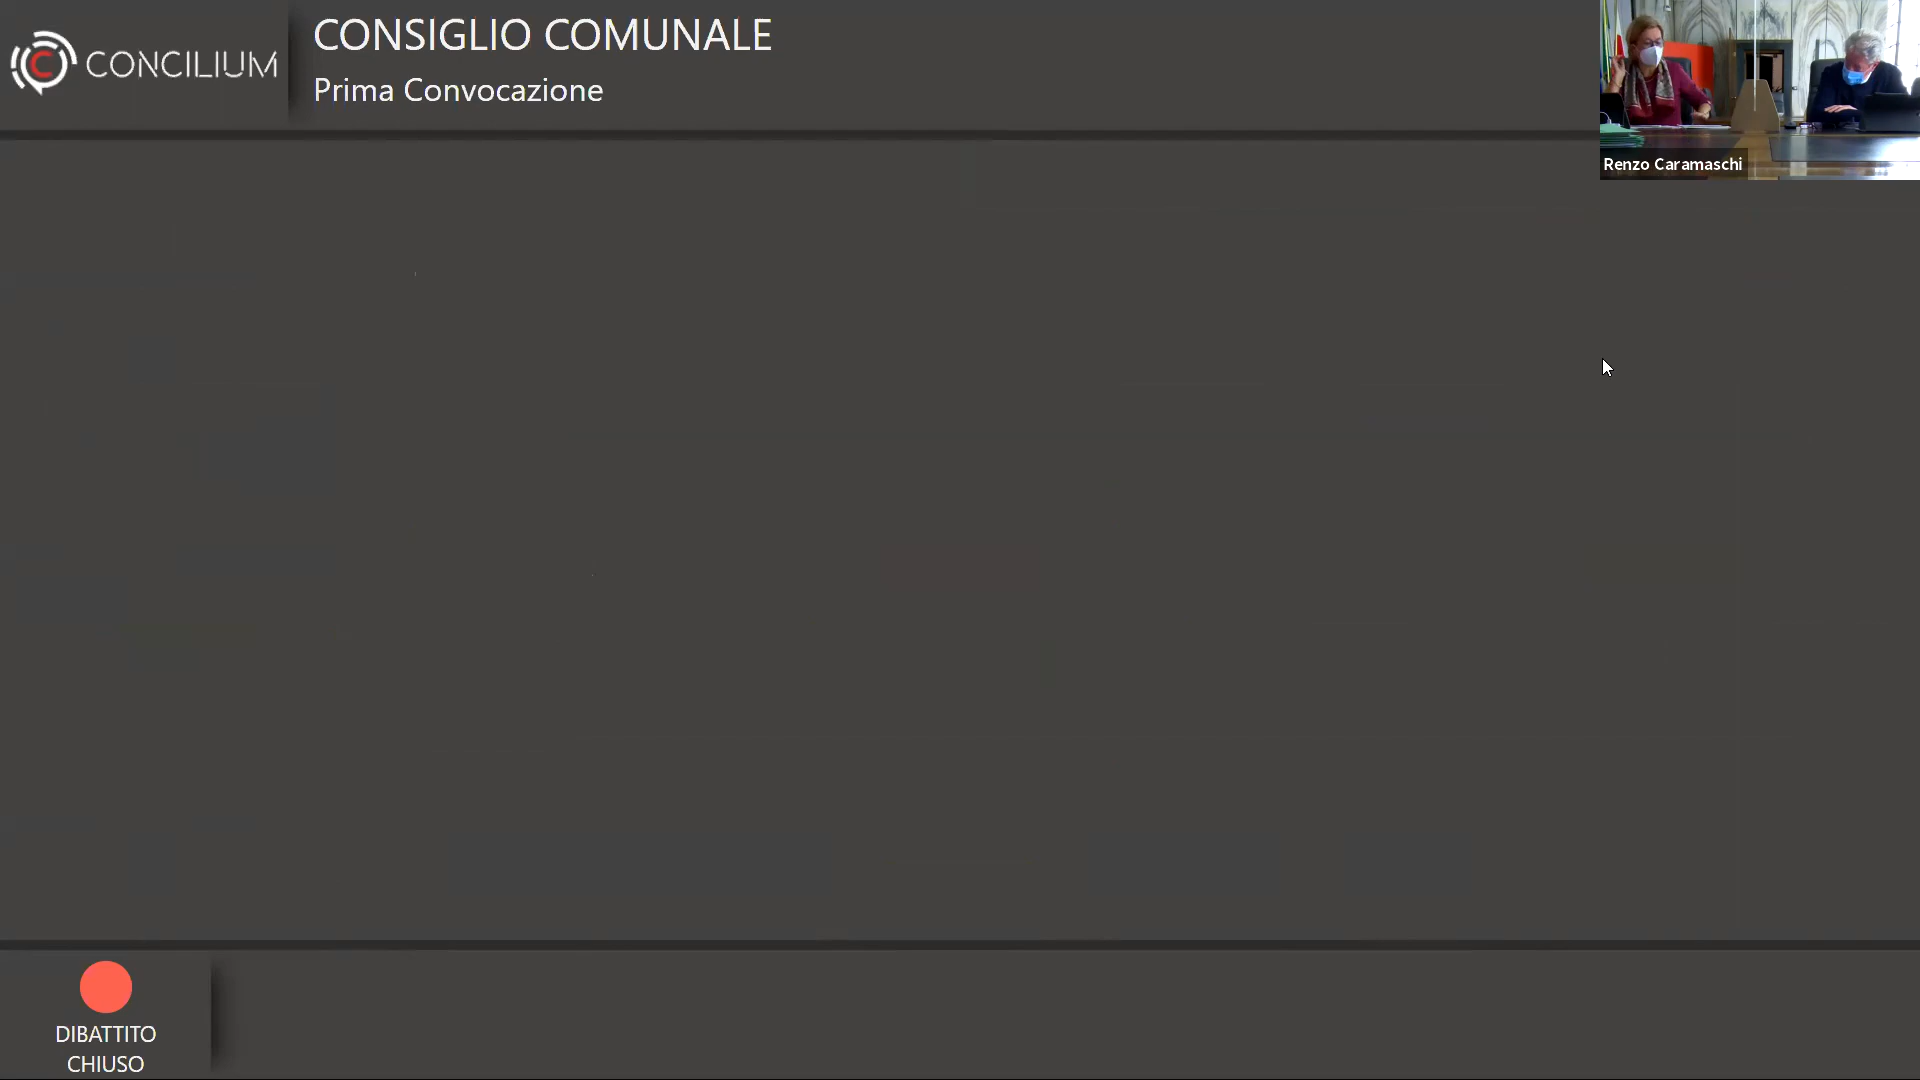 CONCILIUM
CONSIGLIO COMUNALE
Prima Convocazione
Renzo Caramaschi
DIBATTITO
CHIUSO